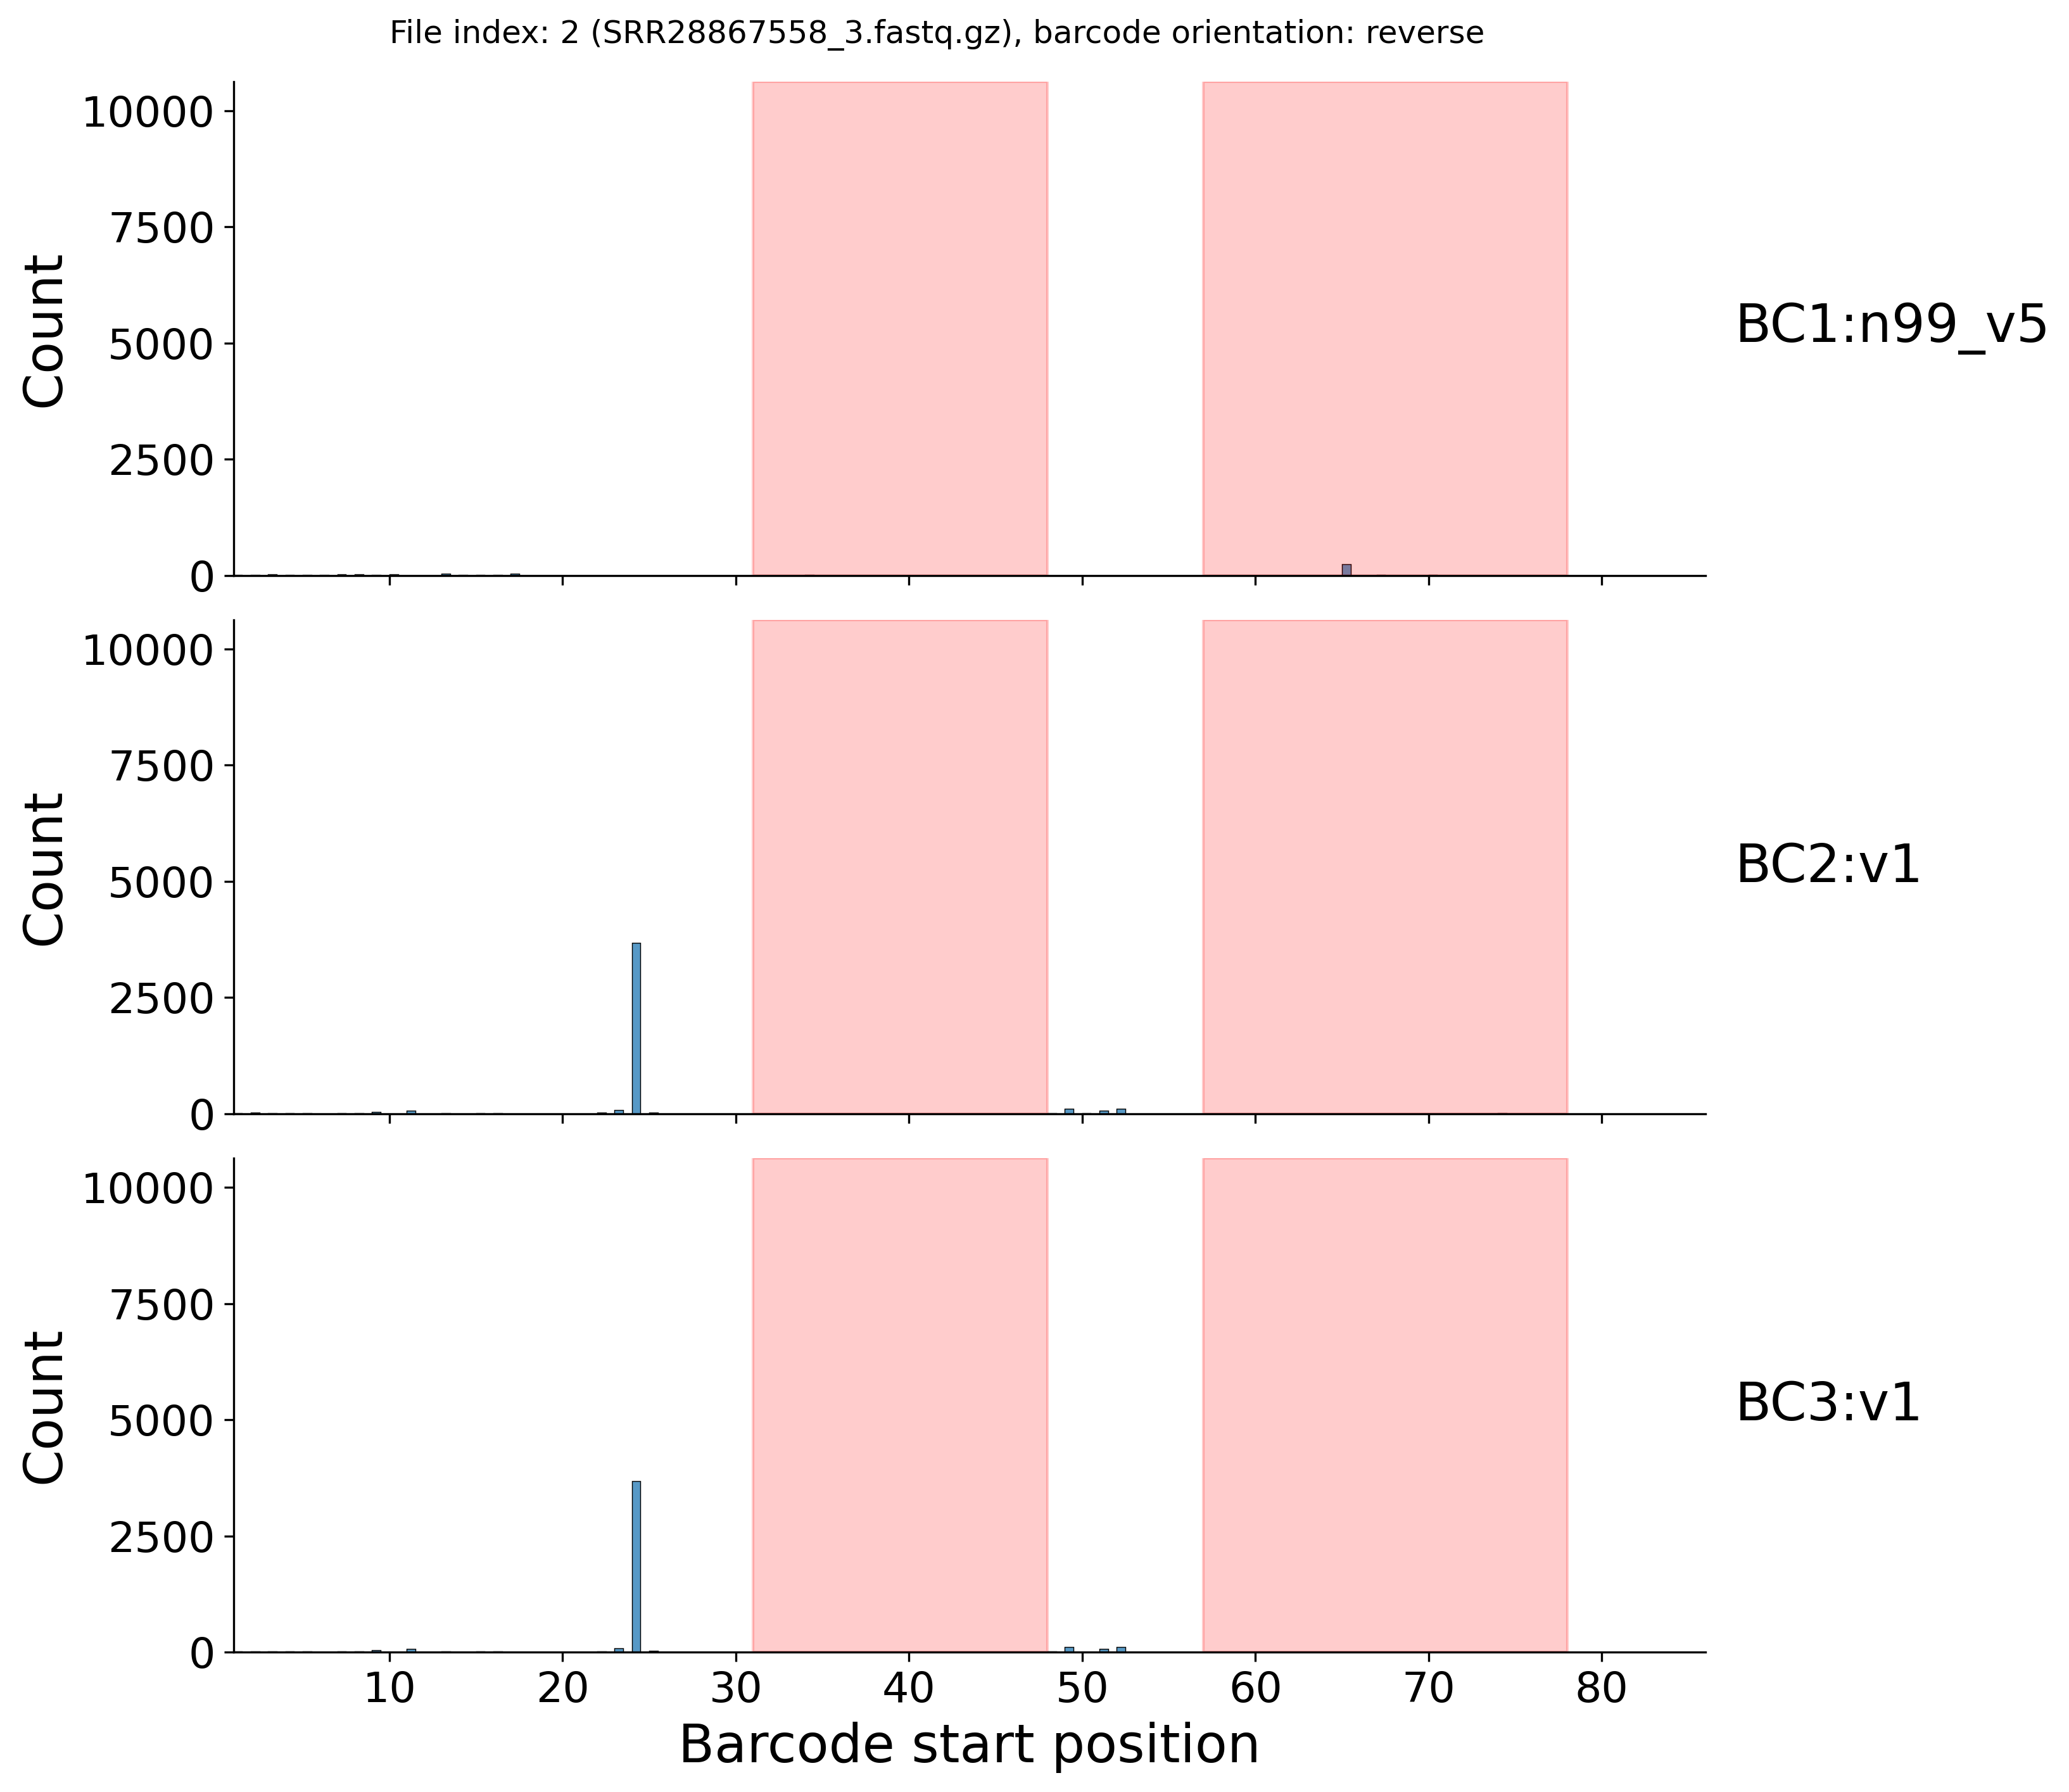 File index: 2 (SRR28867558_3.fastq.gz), barcode orientation: reverse
10000
7500
5000
2500
0
Count
BC1:n99_v5
10000
7500
5000
2500
0
Count
BC2:v1
10000
7500
5000
2500
0
Count
BC3:v1
10 20 30 40 50 60 70 80
Barcode start position